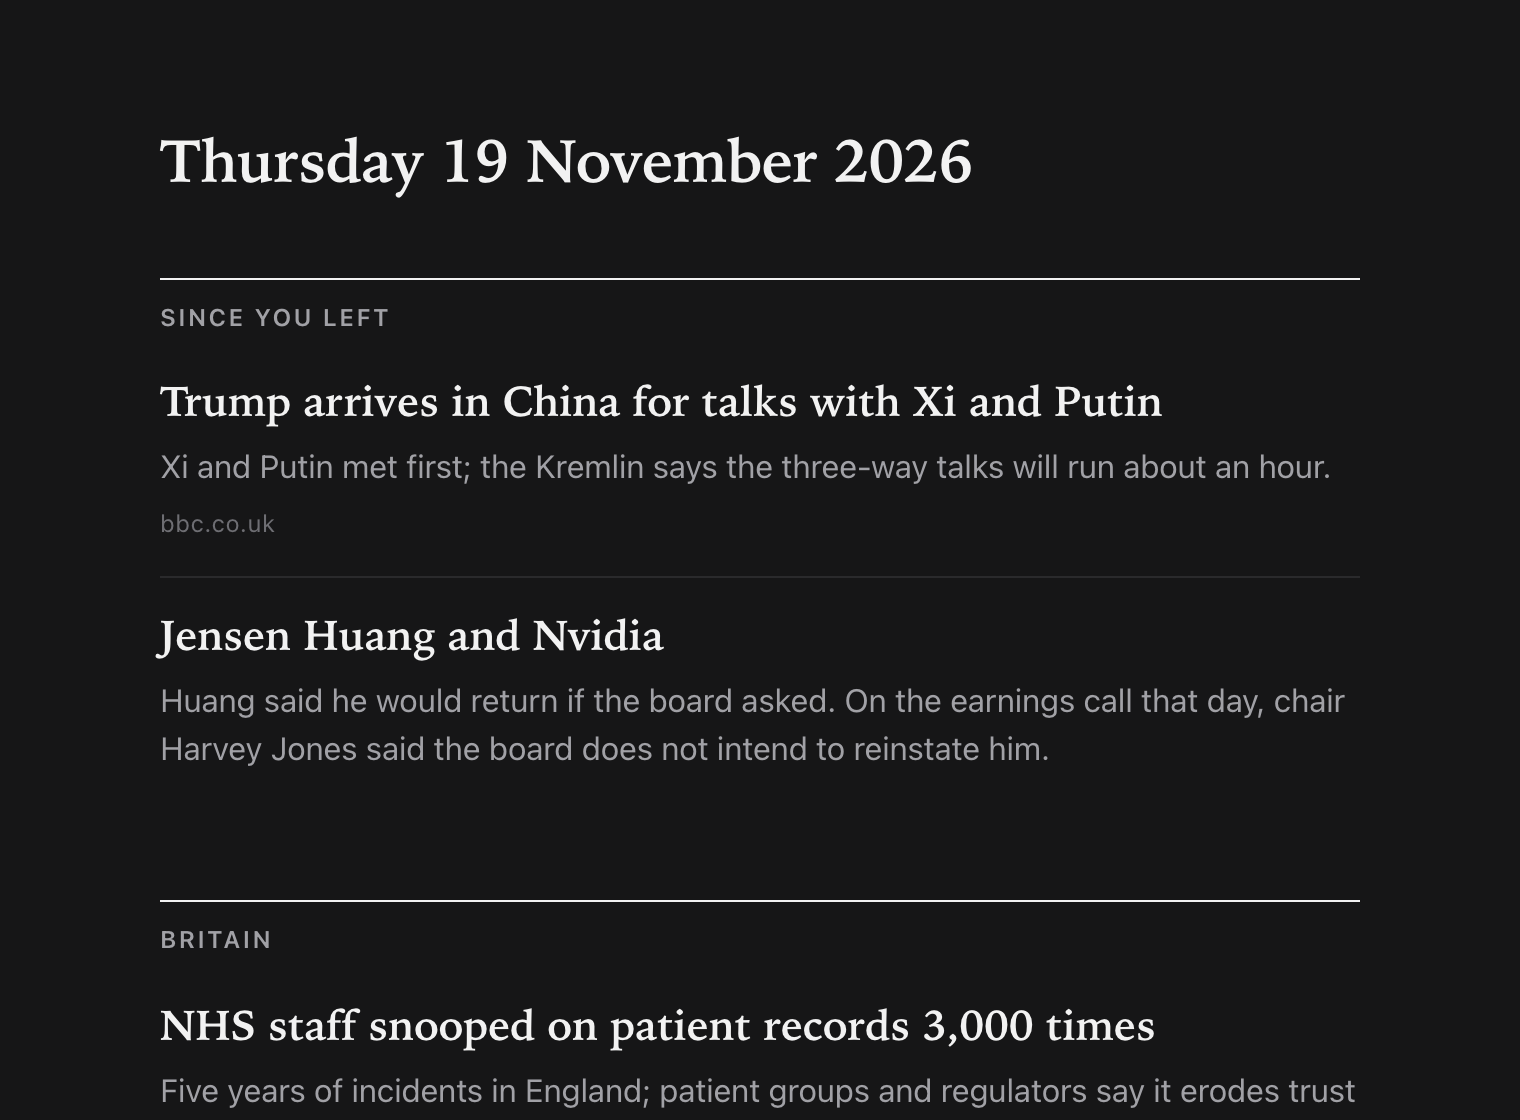 Thursday 19 November 2026
SINCE YOU LEFT
Trump arrives in China for talks with Xi and Putin
Xi and Putin met first; the Kremlin says the three-way talks will run about an hour.
bbc.co.uk
Jensen Huang and Nvidia
Huang said he would return if the board asked. On the earnings call that day, chair
Harvey Jones said the board does not intend to reinstate him.
BRITAIN
NHS staff snooped on patient records 3,000 times
Five years of incidents in England; patient groups and regulators say it erodes trust